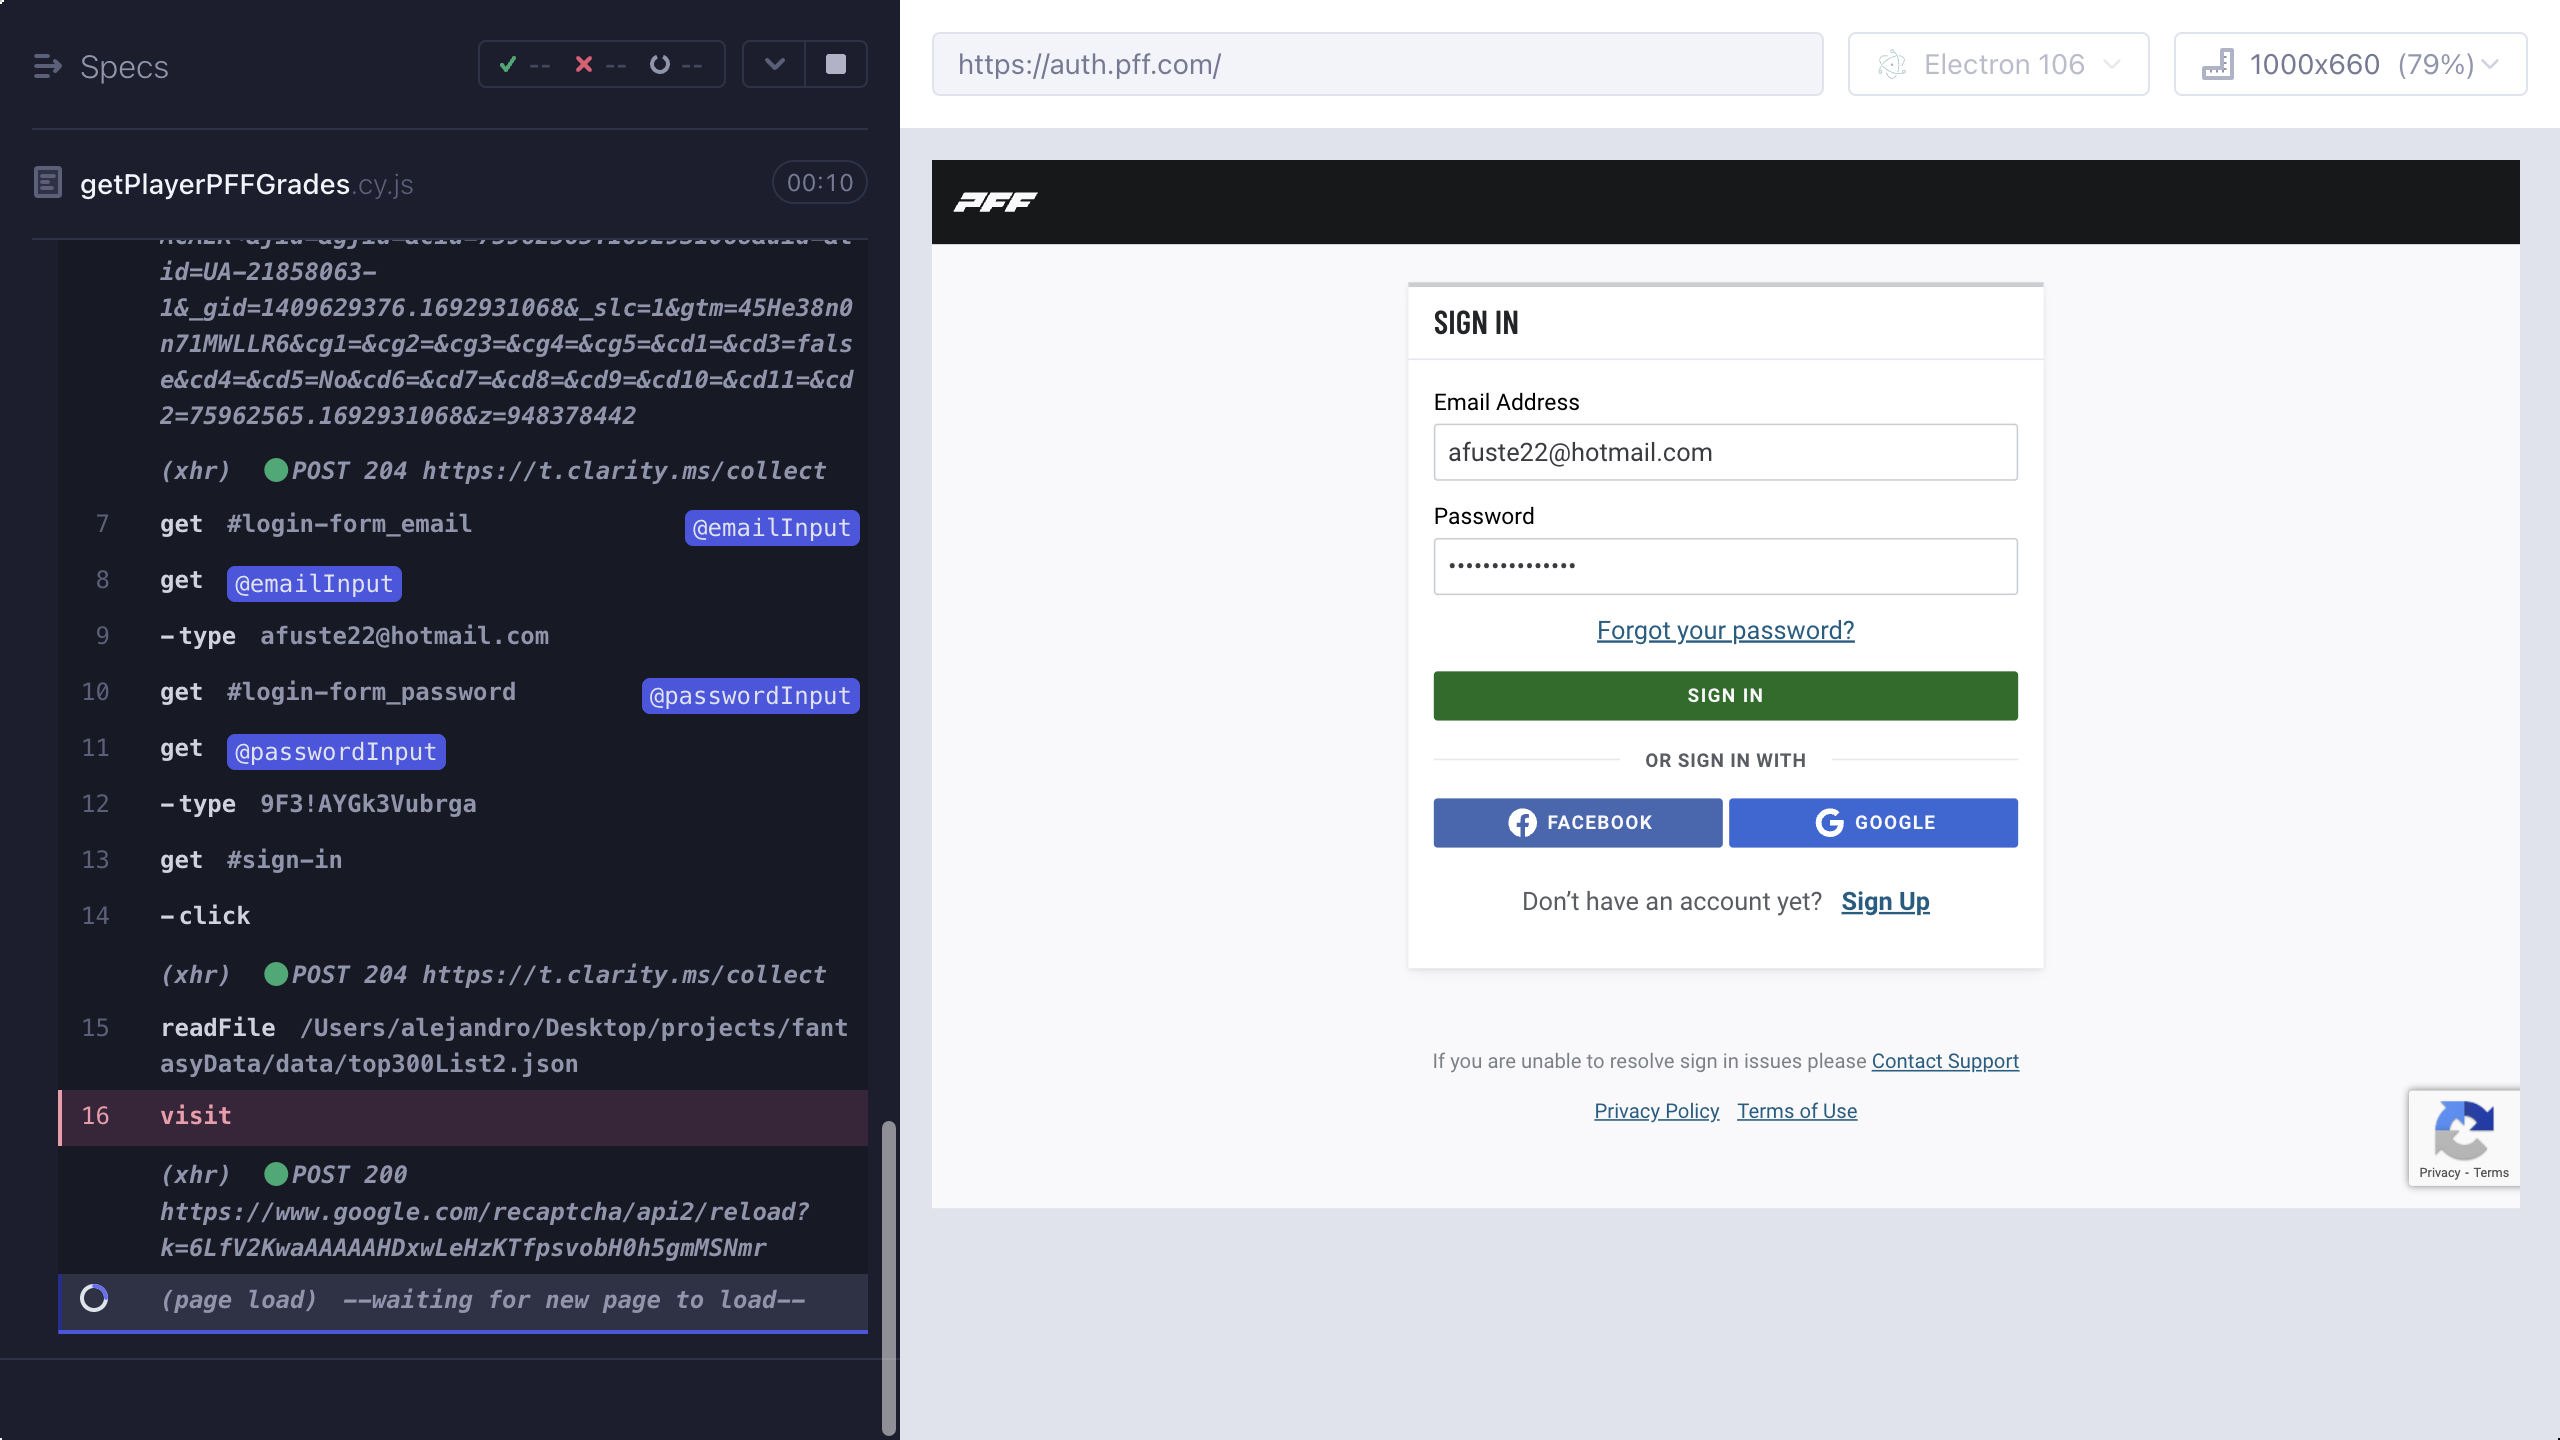 Specs
-- -- --
getPlayerPFFGrades.cy.js
00:10
id=UA-21858063-
1&_gid=1409629376.1692931068&_slc=1&gtm=45He38n0
n71MWLLR6&cg1=&cg2=&cg3=&cg4=&cg5=&cd1=&cd3=fals
e&cd4=&cd5=No&cd6=&cd7=&cd8=&cd9=&cd10=&cd11=&cd
2=75962565.1692931068&z=948378442
(xhr) POST 204 https://t.clarity.ms/collect
7 get #login-form_email @emailInput
8 get @emailInput
9 -type afuste22@hotmail.com
10 get #login-form_password @passwordInput
11 get @passwordInput
12 -type 9F3!AYGk3Vubrga
13 get #sign-in
14 -click
(xhr) POST 204 https://t.clarity.ms/collect
15 readFile /Users/alejandro/Desktop/projects/fant
asyData/data/top300List2.json
16 visit
(xhr) POST 200
https://www.google.com/recaptcha/api2/reload?
k=6LfV2KwaAAAAAHDxwLeHzKTfpsvobH0h5gmMSNmr
(page load) --waiting for new page to load--
https://auth.pff.com/
Electron 106
1000x660 (79%)
PFF
SIGN IN
Email Address
afuste22@hotmail.com
Password
•••••••••••••••
Forgot your password?
SIGN IN
OR SIGN IN WITH
FACEBOOK
GOOGLE
Don’t have an account yet? Sign Up
If you are unable to resolve sign in issues please Contact Support
Privacy Policy Terms of Use
Privacy - Terms